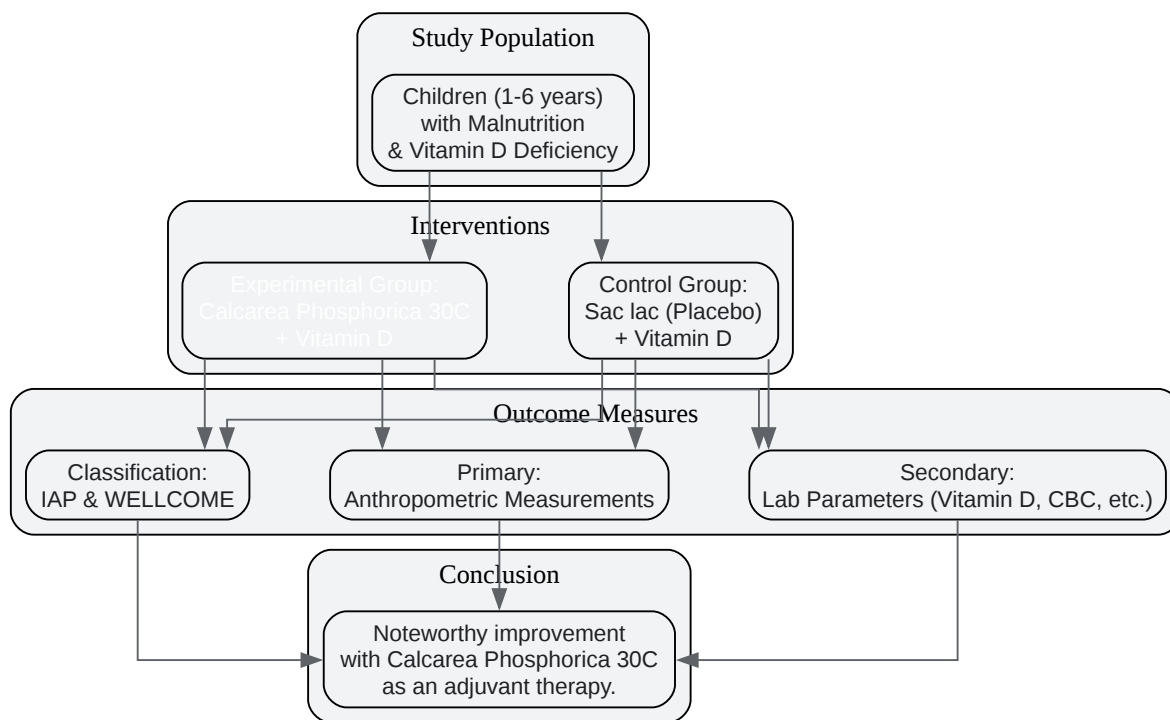 Study Population
Children (1-6 years)
with Malnutrition
& Vitamin D Deficiency
Interventions
Experimental Group:
Calcarea Phosphorica 30C
+ Vitamin D
Control Group:
Sac lac (Placebo)
+ Vitamin D
Outcome Measures
Classification:
IAP & WELLCOME
Primary:
Anthropometric Measurements
Secondary:
Lab Parameters (Vitamin D, CBC, etc.)
Conclusion
Noteworthy improvement
with Calcarea Phosphorica 30C
as an adjuvant therapy.